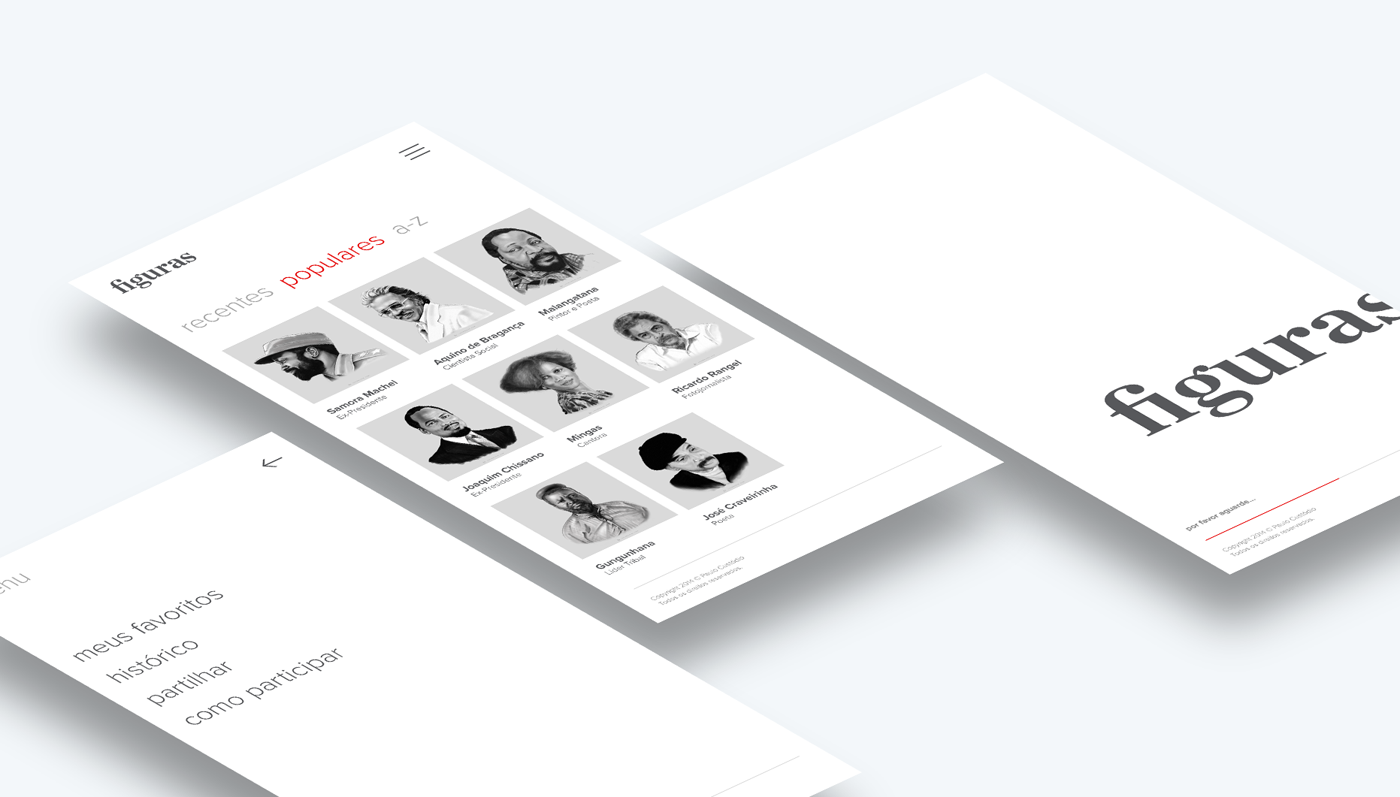 figuras
recentes populares a-z
Samora Machel
Ex-Presidente
Aquino de Bragança
Cientista Social
Malangatana
Pintor e Poeta
Joaquim Chissano
Ex-Presidente
Mingas
Cantora
Ricardo Rangel
Fotojornalista
Gungunhana
Lider Tribal
José Craveirinha
Poeta
Copyright 2014 © Paulo Custódio
Todos os direitos reservados.
enu
meus favoritos
histórico
partilhar
como participar
figuras
por favor aguarde...
Copyright 2014 © Paulo Custódio
Todos os direitos reservados.